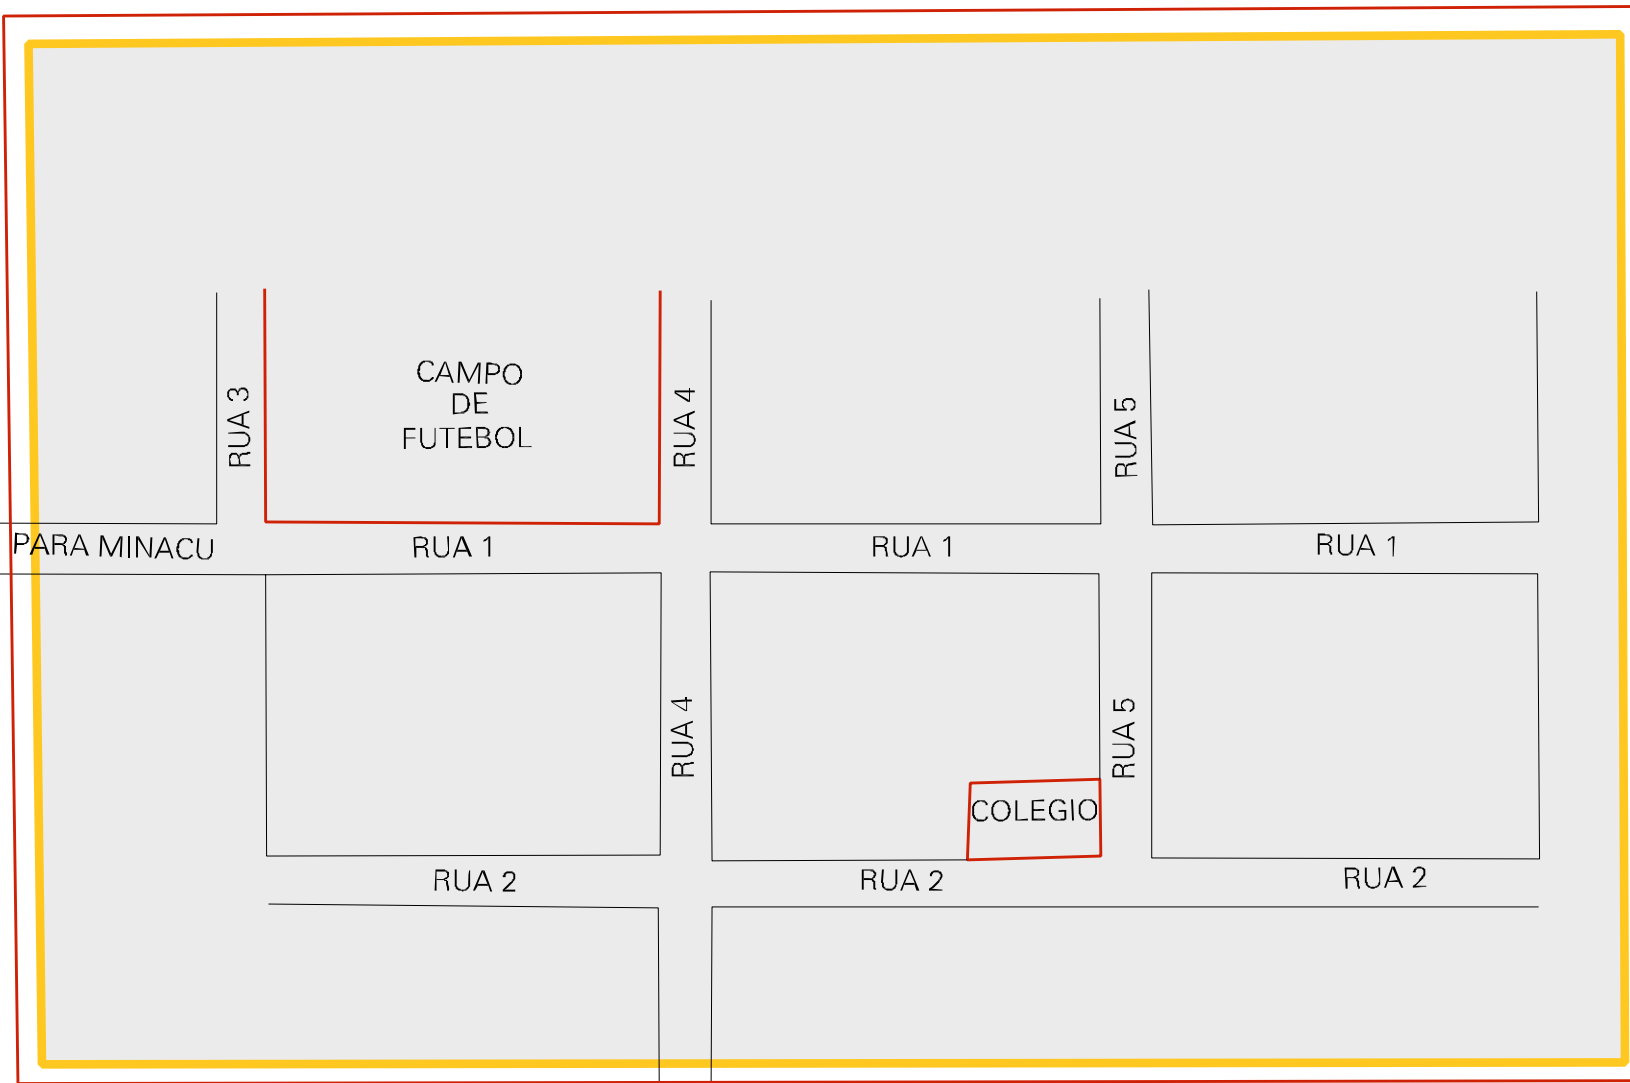 CAMPO
DE
FUTEBOL
RUA 3
RUA 4
RUA 5
PARA MINACU
RUA 1
RUA 1
RUA 1
RUA 4
RUA 5
COLEGIO
RUA 2
RUA 2
RUA 2